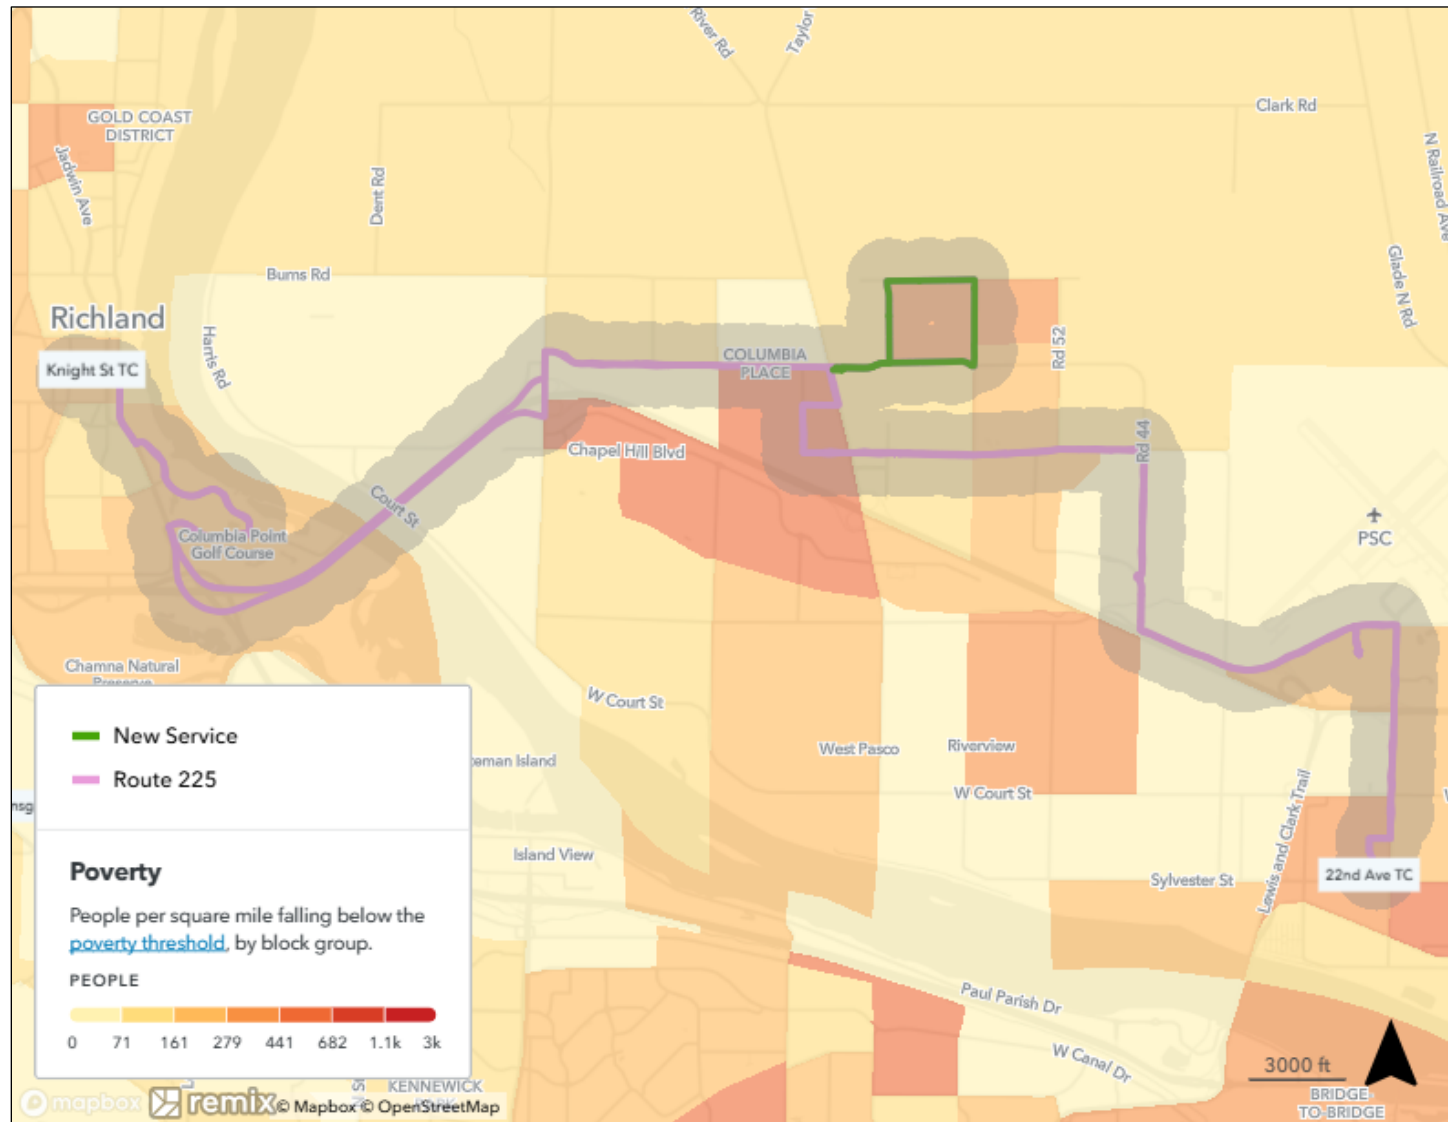 River Rd
Taylor
Clark Rd
GOLD COAST
DISTRICT
N Railroad Ave
Jadwin Ave
Dent Rd
Burns Rd
Glade N Rd
Richland
Harris Rd
Rd 52
Knight St TC
COLUMBIA
PLACE
Chapel Hill Blvd
Rd 44
Court St
Columbia Point
Golf Course
PSC
Chamna Natural
Preserve
W Court St
New Service
Route 225
West Pasco
Riverview
eman Island
W Court St
Lewis and Clark Trail
Island View
Sylvester St
22nd Ave TC
Poverty
People per square mile falling below the
poverty threshold, by block group.
PEOPLE
0 71 161 279 441 682 1.1k 3k
Paul Parish Dr
W Canal Dr
3000 ft
KENNEWICK
PARK
BRIDGE-
TO-BRIDGE
mapbox remix © Mapbox © OpenStreetMap